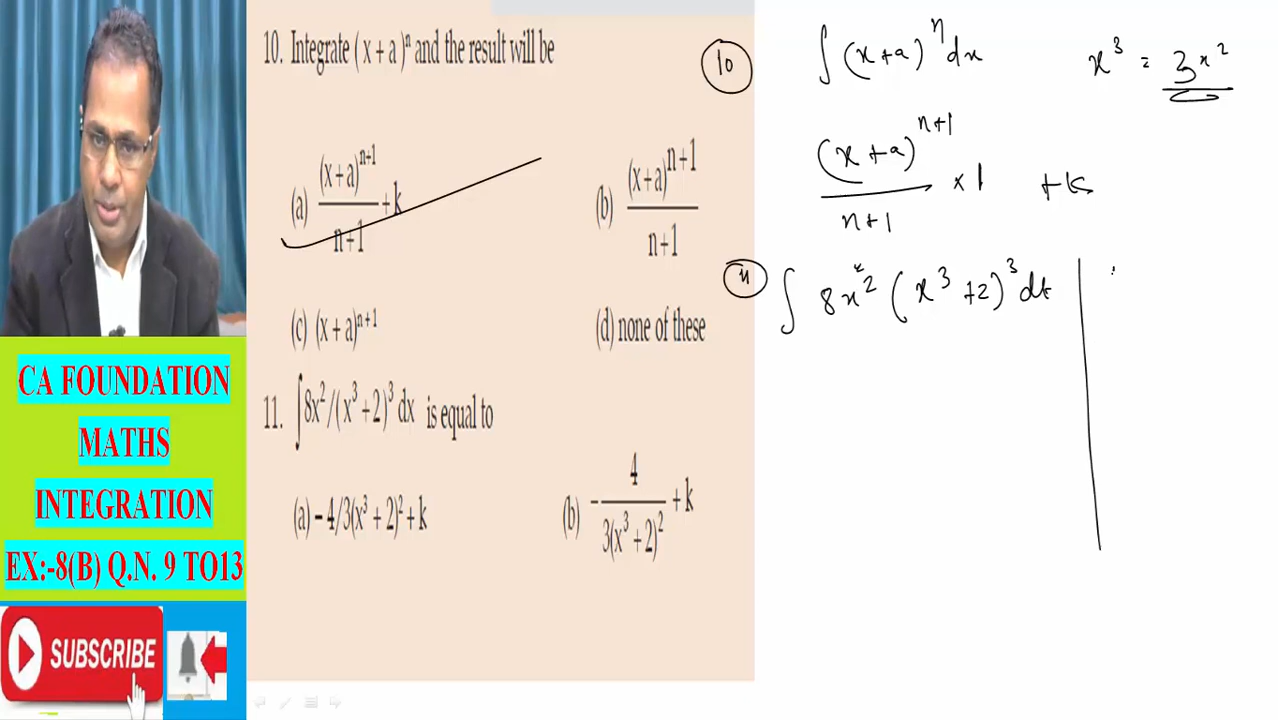 10. Integrate (x + a)ⁿ and the result will be
(a) (x+a)ⁿ⁺¹/n+1 + k
(b) (x+a)ⁿ⁺¹/n+1
(c) (x + a)ⁿ⁺¹
(d) none of these
11. ∫8x²/(x³+2)³ dx is equal to
(a) – 4/3(x³ + 2)² + k
(b) - 4/3(x³+2)² + k
10
∫(x+a)ⁿ dx
x³ = 3x²
(x+a)ⁿ⁺¹/n+1 ×1 +k
11 ∫ 8x² (x³+2)³ dt
CA FOUNDATION
MATHS
INTEGRATION
EX:-8(B) Q.N. 9 TO13
SUBSCRIBE